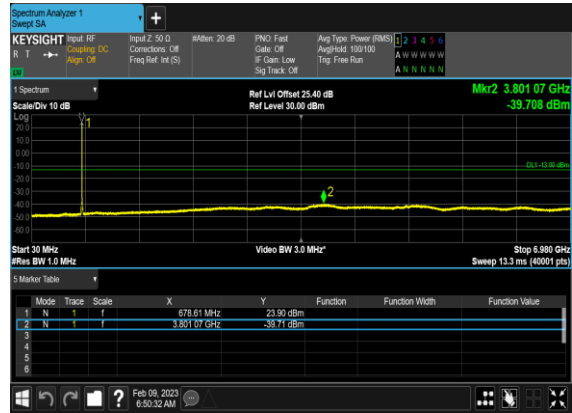 Spectrum Analyzer 1
Swept SA
+
KEYSIGHT Input: RF Input Z: 50 Ω #Atten: 20 dB PNO: Fast Avg Type: Power (RMS) 1 2 3 4 5 6
R T Coupling: DC Corrections: Off Gate: Off Avg|Hold: 100/100 A W W W W W
Align: Off Freq Ref: Int (S) IF Gain: Low Trig: Free Run
Sig Track: Off A N N N N N
1 Spectrum Ref Lvl Offset 25.40 dB Mkr2 3.801 07 GHz
Scale/Div 10 dB Ref Level 30.00 dBm -39.708 dBm
Log
20.0 1
10.0
0.00
-10.0 DL1 -13.00 dBm
-20.0
-30.0 2
-40.0
-50.0
-60.0
Start 30 MHz Video BW 3.0 MHz* Stop 6.980 GHz
#Res BW 1.0 MHz Sweep 13.3 ms (40001 pts)
5 Marker Table
Mode Trace Scale X Y Function Function Width Function Value
1 N 1 f 678.61 MHz 23.90 dBm
2 N 1 f 3.801 07 GHz -39.71 dBm
3
4
5
6
? Feb 09, 2023
6:50:32 AM